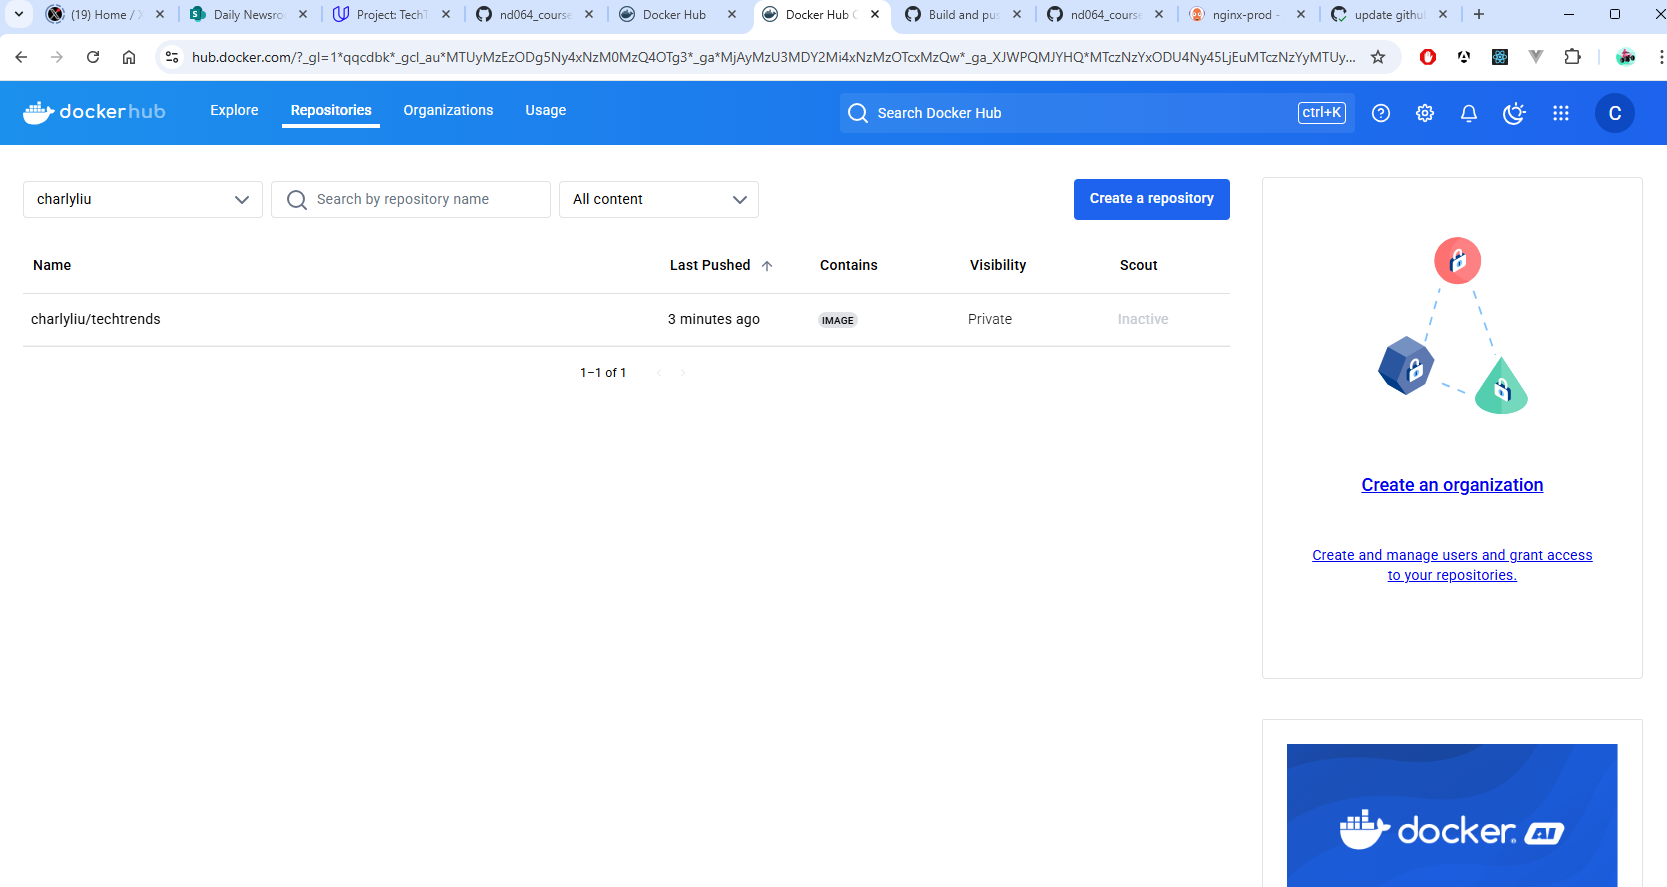 (19) Home / X
Daily Newsroo
Project: TechT
nd064_course
Docker Hub
Docker Hub C
Build and pus
nd064_course
nginx-prod -
update github
hub.docker.com/?_gl=1*qqcdbk*_gcl_au*MTUyMzEzODg5Ny4xNzM0MzQ4OTg3*_ga*MjAyMzU3MDY2Mi4xNzMzOTcxMzQw*_ga_XJWPQMJYHQ*MTczNzYxODU4Ny45LjEuMTczNzYyMTUy...
dockerhub
Explore
Repositories
Organizations
Usage
Search Docker Hub
ctrl+K
C
charlyliu
Search by repository name
All content
Create a repository
Name
Last Pushed
Contains
Visibility
Scout
charlyliu/techtrends
3 minutes ago
IMAGE
Private
Inactive
1–1 of 1
Create an organization
Create and manage users and grant access
to your repositories.
docker AI